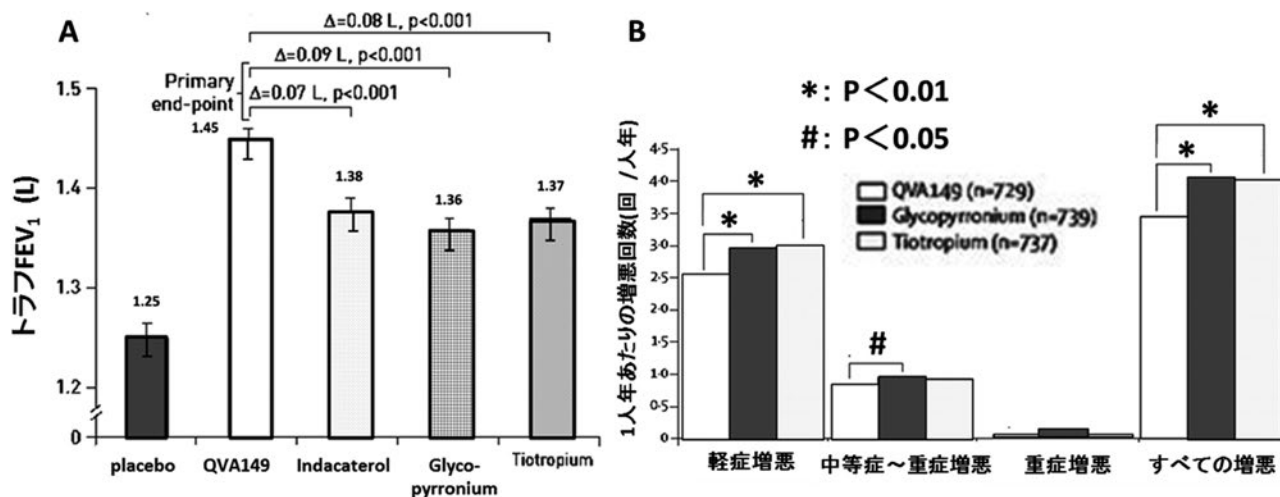 A
Δ=0.08 L, p<0.001
Δ=0.09 L, p<0.001
Primary
end-point
Δ=0.07 L, p<0.001
トラフFEV₁ (L)
1.5
1.4
1.3
1.2
0
1.25
1.45
1.38
1.36
1.37
placebo
QVA149
Indacaterol
Glyco-
pyrronium
Tiotropium
B
*: P<0.01
#: P<0.05
1人年あたりの増悪回数(回 /人年)
4·5
4·0
3·5
3·0
2·5
2·0
1·5
1·0
0·5
0
QVA149 (n=729)
Glycopyrronium (n=739)
Tiotropium (n=737)
*
*
#
*
*
軽症増悪
中等症~重症増悪
重症増悪
すべての増悪